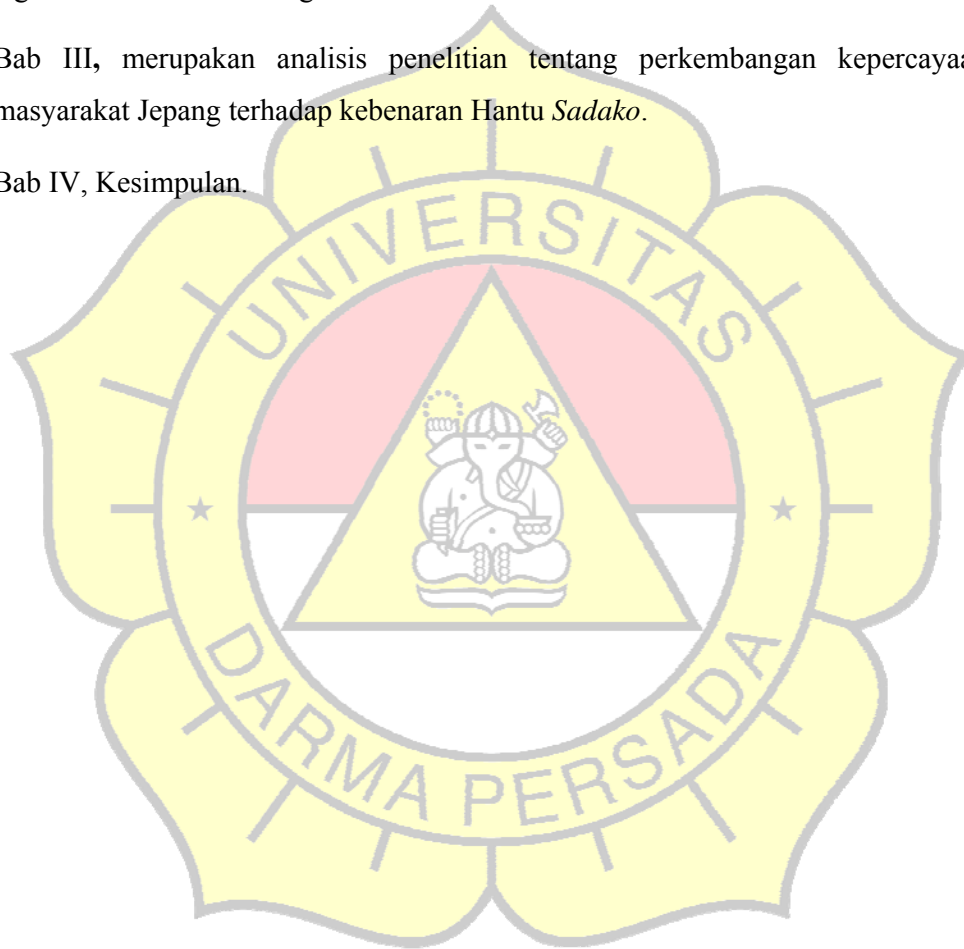 Bab III, merupakan analisis penelitian tentang perkembangan kepercayaa
masyarakat Jepang terhadap kebenaran Hantu Sadako.
Bab IV, Kesimpulan.
UNIVERSITAS
DARMA PERSADA